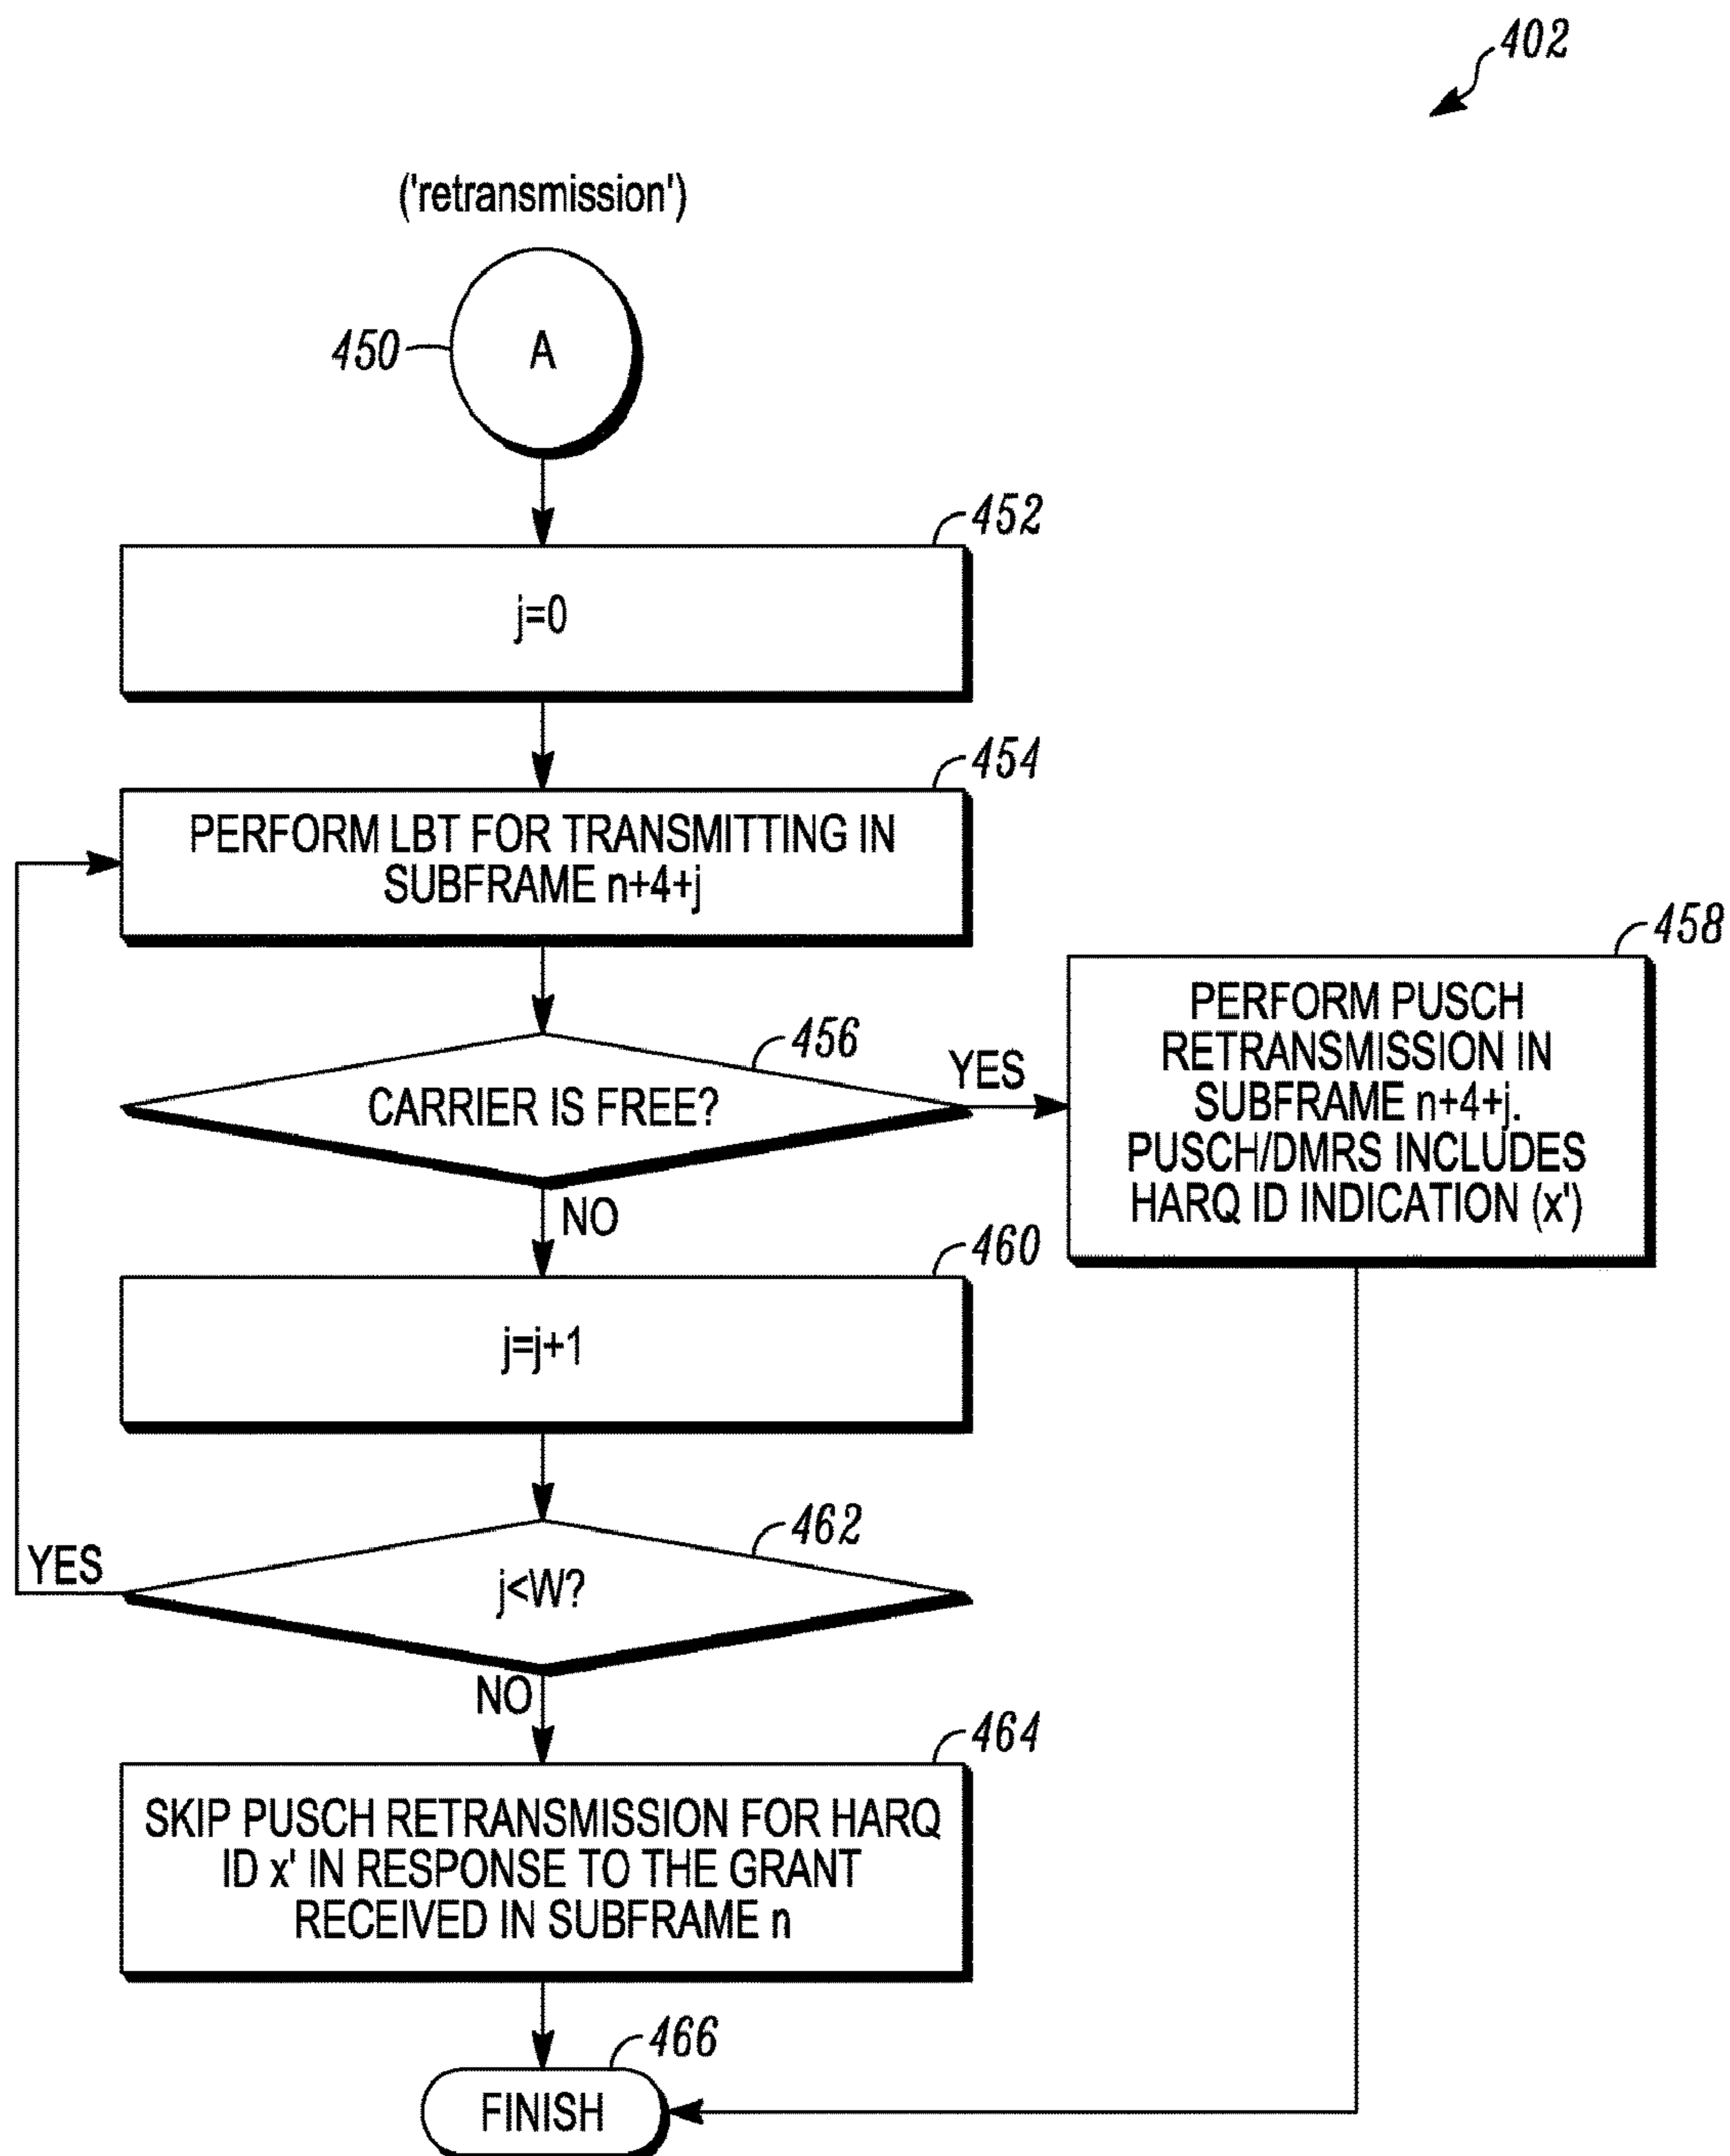 402
('retransmission')
450
A
452
j=0
454
PERFORM LBT FOR TRANSMITTING IN
SUBFRAME n+4+j
456
CARRIER IS FREE?
YES
458
PERFORM PUSCH
RETRANSMISSION IN
SUBFRAME n+4+j.
PUSCH/DMRS INCLUDES
HARQ ID INDICATION (x')
NO
460
j=j+1
462
j<W?
YES
NO
464
SKIP PUSCH RETRANSMISSION FOR HARQ
ID x' IN RESPONSE TO THE GRANT
RECEIVED IN SUBFRAME n
466
FINISH